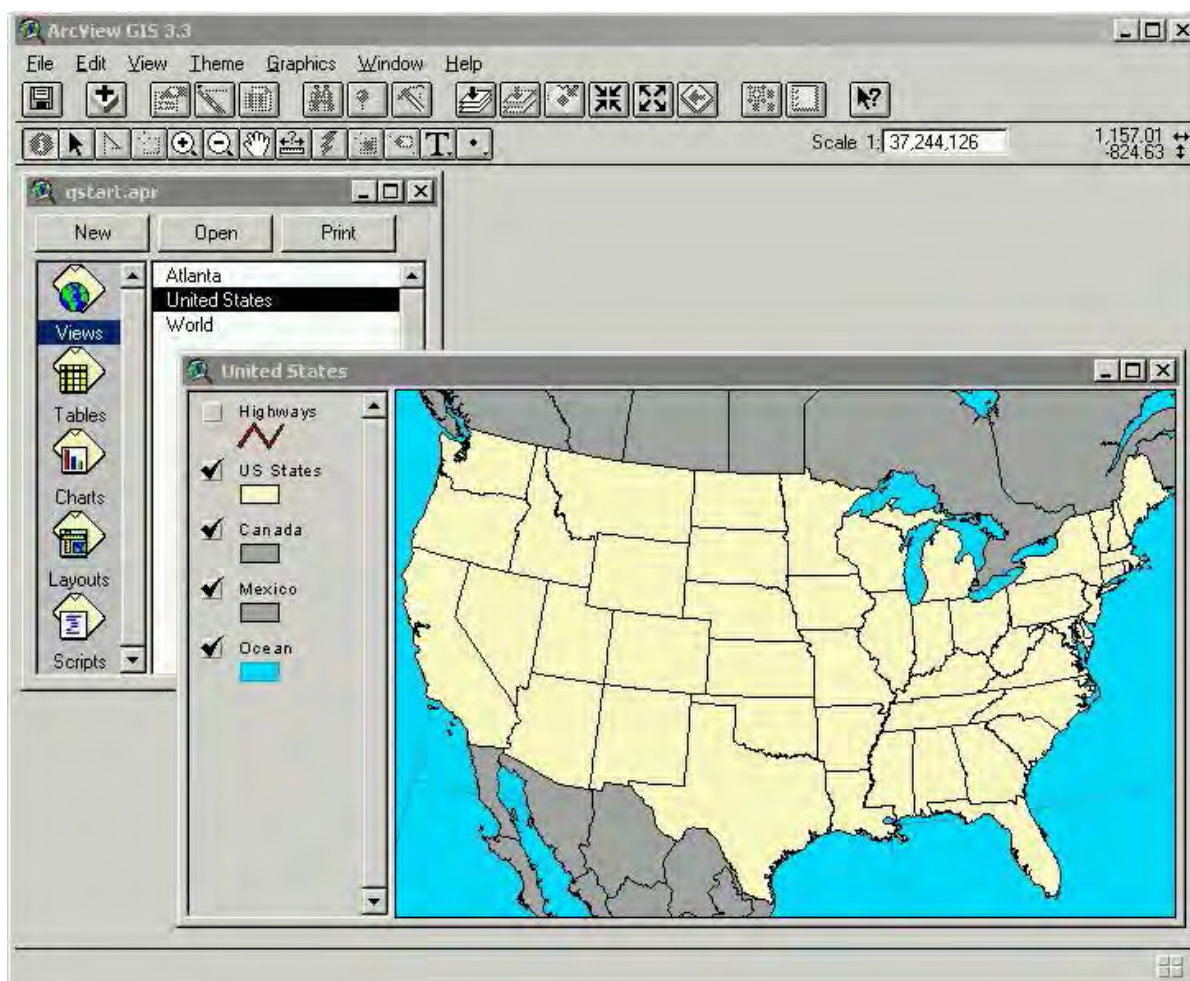 ArcView GIS 3.3
File Edit View Theme Graphics Window Help
Scale 1: 37,244,126
1,157.01
-824.63
qstart.apr
New Open Print
Views
Tables
Charts
Layouts
Scripts
Atlanta
United States
World
United States
Highways
US States
Canada
Mexico
Ocean